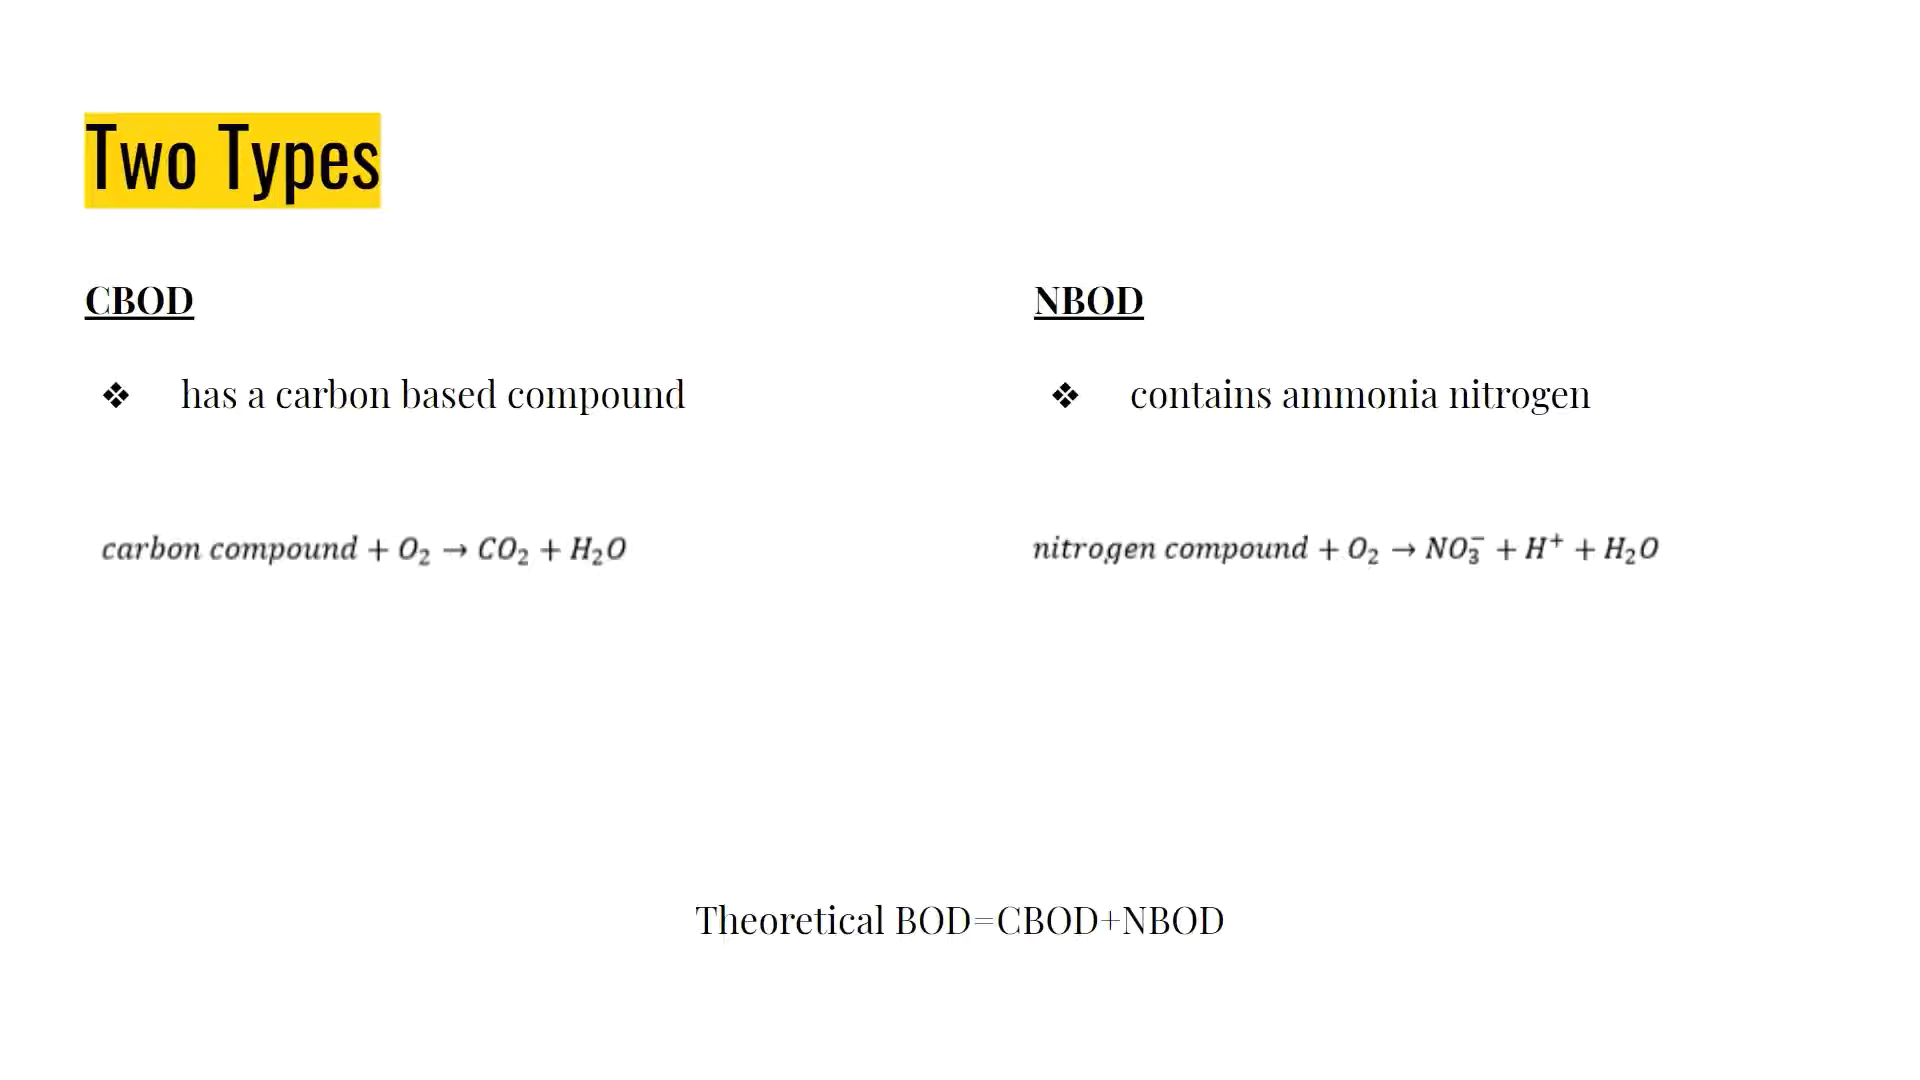 Two Types
CBOD
❖ has a carbon based compound
carbon compound + O₂ → CO₂ + H₂O
NBOD
❖ contains ammonia nitrogen
nitrogen compound + O₂ → NO₃⁻ + H⁺ + H₂O
Theoretical BOD=CBOD+NBOD